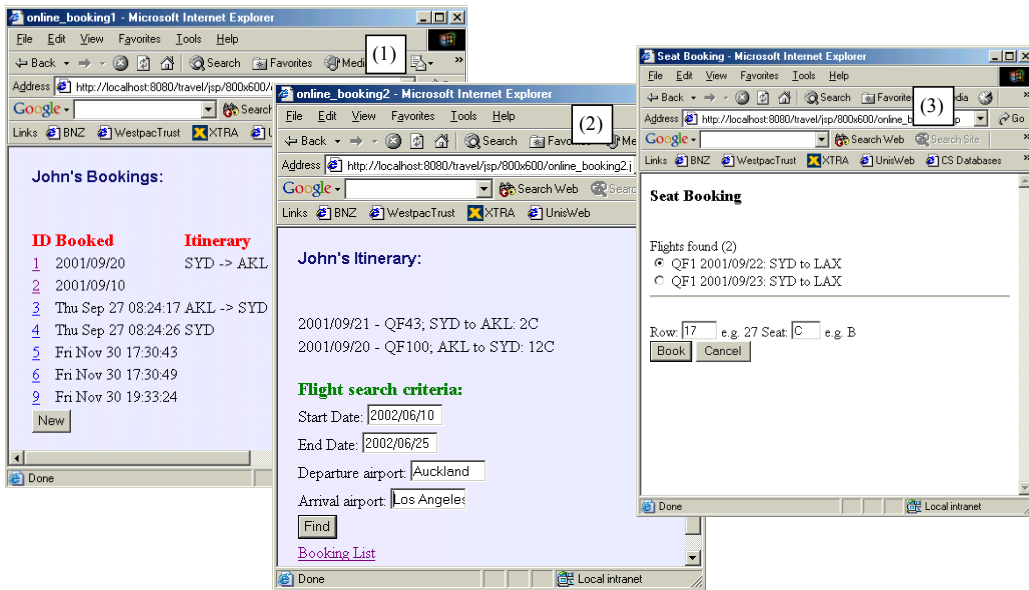 online_booking1 - Microsoft Internet Explorer
File Edit View Favorites Tools Help
(1)
Back Search Favorites
Address http://localhost:8080/travel/jsp/800x600/
Google
Links BNZ WestpacTrust XTRA
John's Bookings:
ID Booked Itinerary
1 2001/09/20 SYD -> AKL
2 2001/09/10
3 Thu Sep 27 08:24:17 AKL -> SYD
4 Thu Sep 27 08:24:26 SYD
5 Fri Nov 30 17:30:43
6 Fri Nov 30 17:30:49
9 Fri Nov 30 19:33:24
New
Done
online_booking2 - Microsoft Internet Explorer
File Edit View Favorites Tools Help
(2)
Back Search
Address http://localhost:8080/travel/jsp/800x600/online_booking2.j
Google Search Web
Links BNZ WestpacTrust XTRA UnisWeb
John's Itinerary:
2001/09/21 - QF43; SYD to AKL: 2C
2001/09/20 - QF100; AKL to SYD: 12C
Flight search criteria:
Start Date: 2002/06/10
End Date: 2002/06/25
Departure airport: Auckland
Arrival airport: Los Angeles
Find
Booking List
Done Local intranet
Seat Booking - Microsoft Internet Explorer
File Edit View Favorites Tools Help
(3)
Back Search Favorite
Address http://localhost:8080/travel/jsp/800x600/online_b Go
Google Search Web Search Site
Links BNZ WestpacTrust XTRA UnisWeb CS Databases
Seat Booking
Flights found (2)
QF1 2001/09/22: SYD to LAX
QF1 2001/09/23: SYD to LAX
Row: 17 e.g. 27 Seat: C e.g. B
Book Cancel
Done Local intranet